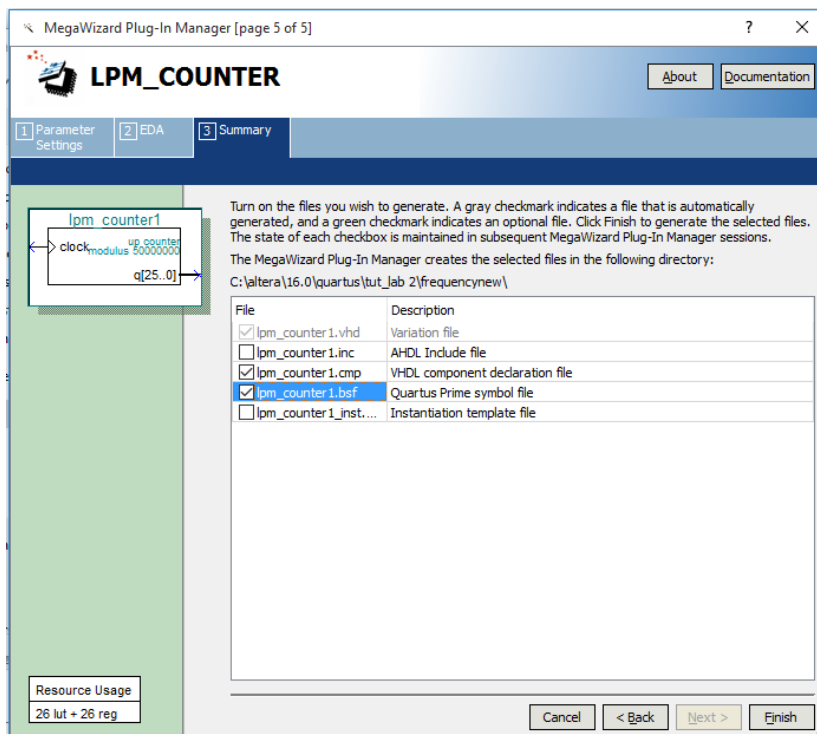 MegaWizard Plug-In Manager [page 5 of 5]
?
LPM_COUNTER
About
Documentation
1 Parameter
Settings
2 EDA
3 Summary
lpm_counter1
clock
up counter
modulus 50000000
q[25..0]
Turn on the files you wish to generate. A gray checkmark indicates a file that is automatically
generated, and a green checkmark indicates an optional file. Click Finish to generate the selected files.
The state of each checkbox is maintained in subsequent MegaWizard Plug-In Manager sessions.
The MegaWizard Plug-In Manager creates the selected files in the following directory:
C:\altera\16.0\quartus\tut_lab 2\frequencynew\
File Description
lpm_counter1.vhd Variation file
lpm_counter1.inc AHDL Include file
lpm_counter1.cmp VHDL component declaration file
lpm_counter1.bsf Quartus Prime symbol file
lpm_counter1_inst.... Instantiation template file
Resource Usage
26 lut + 26 reg
Cancel
< Back
Next >
Finish